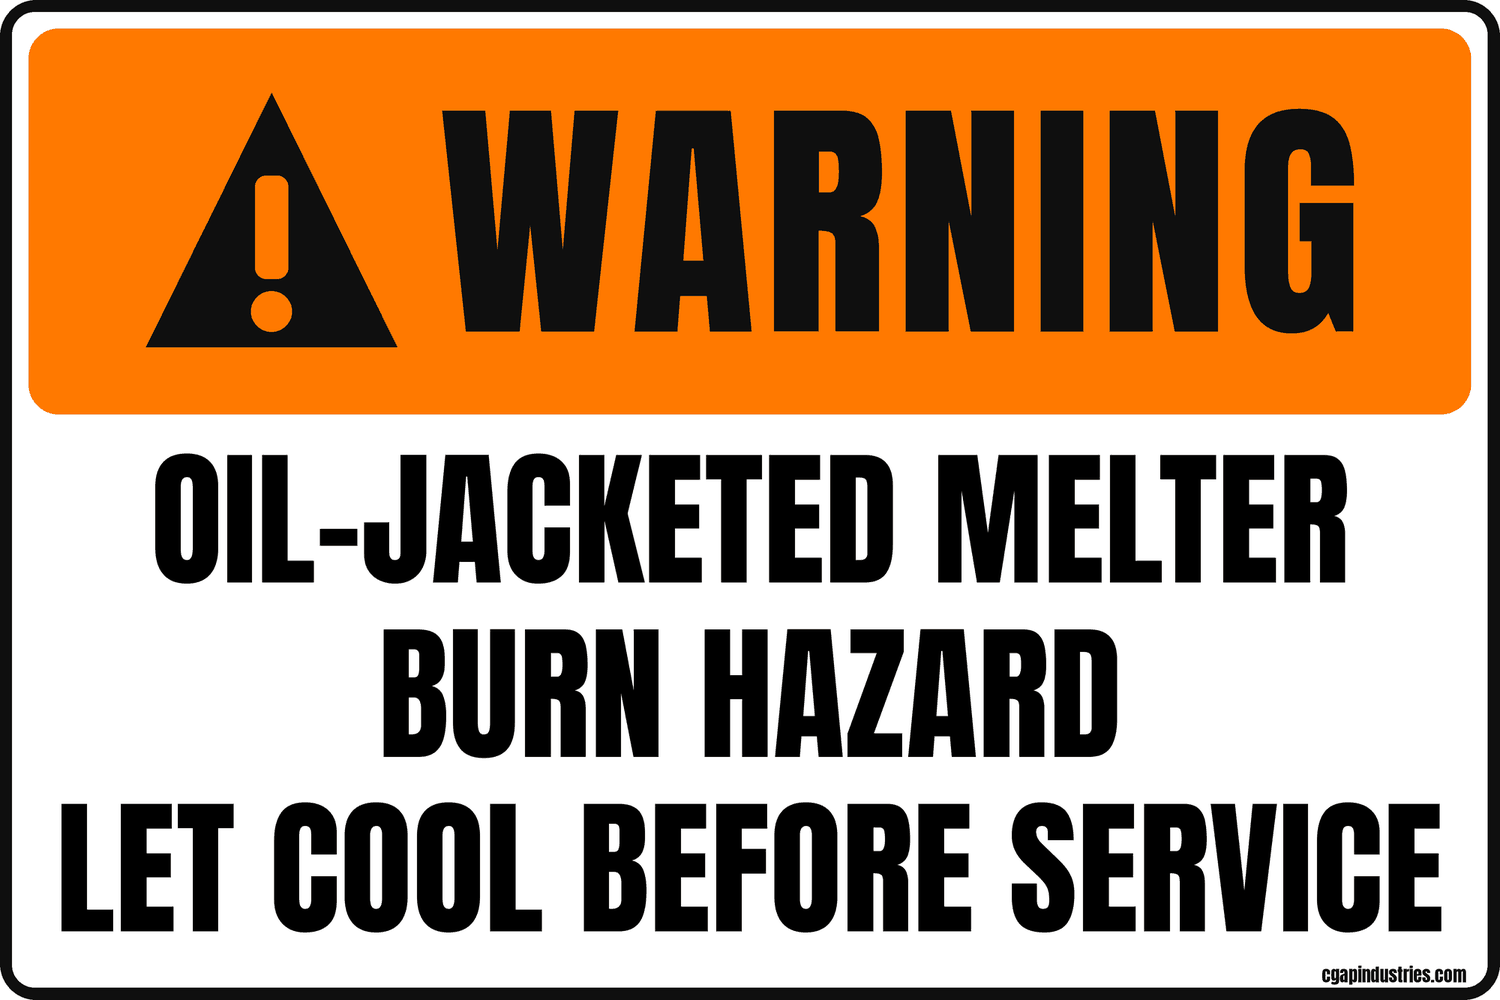 WARNING
OIL-JACKETED MELTER
BURN HAZARD
LET COOL BEFORE SERVICE
cgapindustries.com